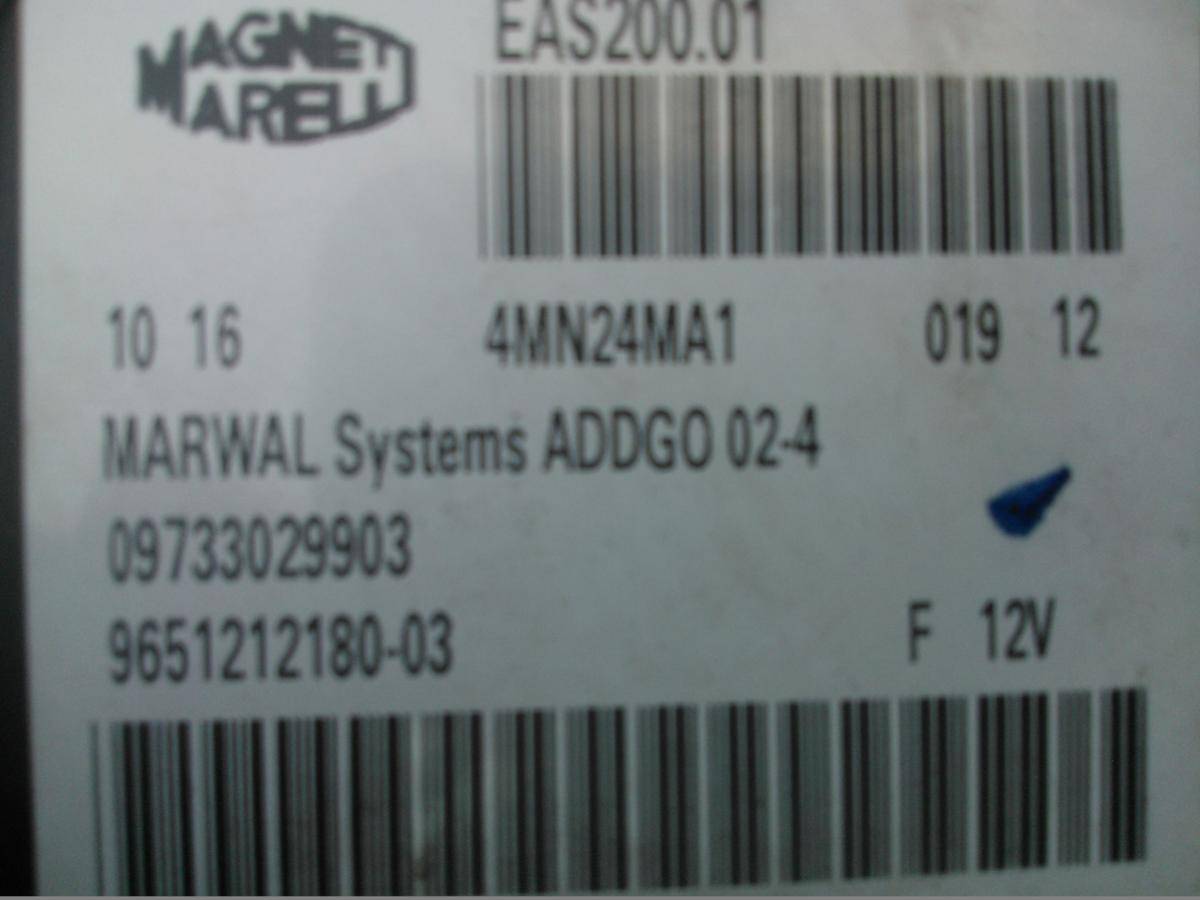 MAGNETI
MARELLI
EAS200.01
10 16 4MN24MA1 019 12
MARWAL Systems ADDGO 02-4
09733029903
9651212180-03 F 12V